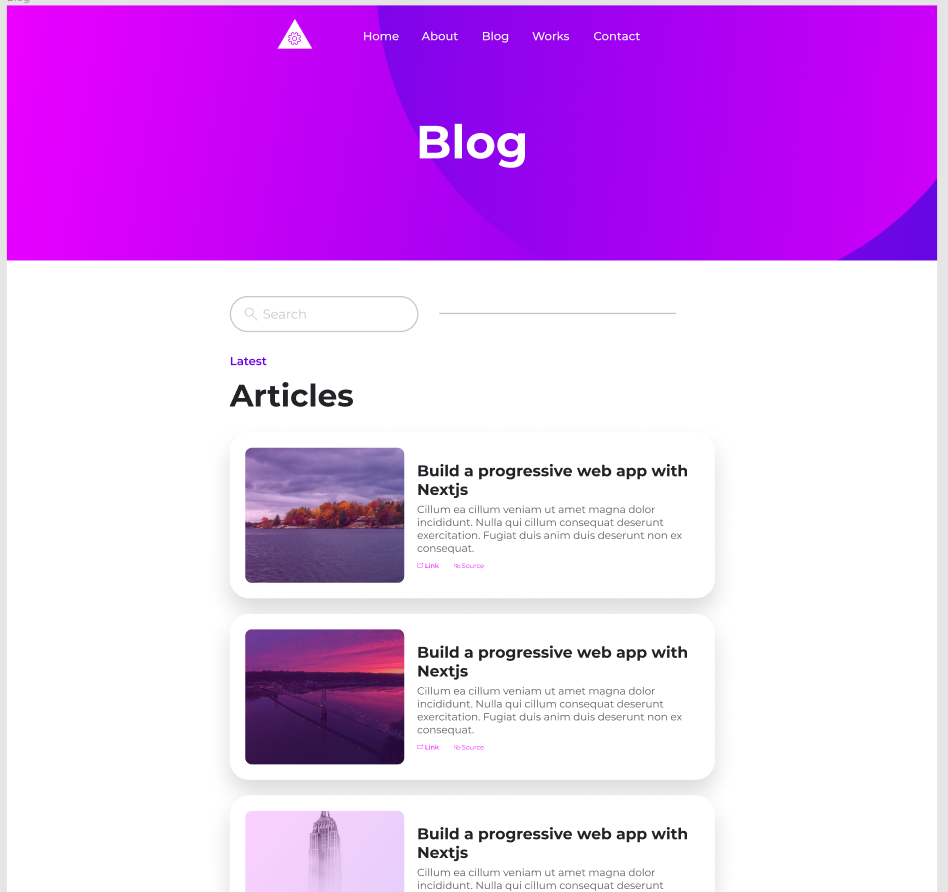 Blog
Home About Blog Works Contact
Blog
Search
Latest
Articles
Build a progressive web app with
Nextjs
Cillum ea cillum veniam ut amet magna dolor
incididunt. Nulla qui cillum consequat deserunt
exercitation. Fugiat duis anim duis deserunt non ex
consequat.
Link Source
Build a progressive web app with
Nextjs
Cillum ea cillum veniam ut amet magna dolor
incididunt. Nulla qui cillum consequat deserunt
exercitation. Fugiat duis anim duis deserunt non ex
consequat.
Link Source
Build a progressive web app with
Nextjs
Cillum ea cillum veniam ut amet magna dolor
incididunt. Nulla qui cillum consequat deserunt